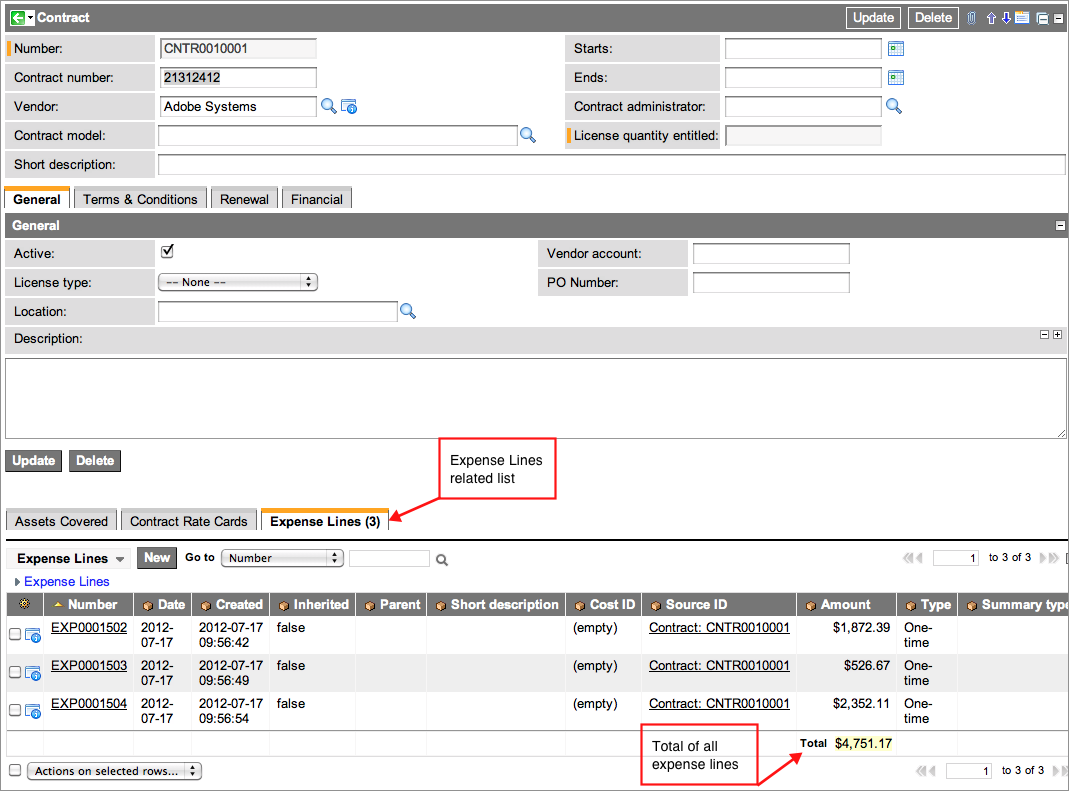 Contract
Update Delete
Number: CNTR0010001 Starts:
Contract number: 21312412 Ends:
Vendor: Adobe Systems Contract administrator:
Contract model: License quantity entitled:
Short description:
General Terms & Conditions Renewal Financial
General
Active: Vendor account:
License type: -- None -- PO Number:
Location:
Description:
Update Delete
Expense Lines
related list
Assets Covered Contract Rate Cards Expense Lines (3)
Expense Lines New Go to Number 1 to 3 of 3
Expense Lines
Number Date Created Inherited Parent Short description Cost ID Source ID Amount Type Summary type
EXP0001502 2012- 2012-07-17 false (empty) Contract: CNTR0010001 $1,872.39 One-
07-17 09:56:42 time
EXP0001503 2012- 2012-07-17 false (empty) Contract: CNTR0010001 $526.67 One-
07-17 09:56:49 time
EXP0001504 2012- 2012-07-17 false (empty) Contract: CNTR0010001 $2,352.11 One-
07-17 09:56:54 time
Total $4,751.17
Total of all
expense lines
Actions on selected rows... 1 to 3 of 3